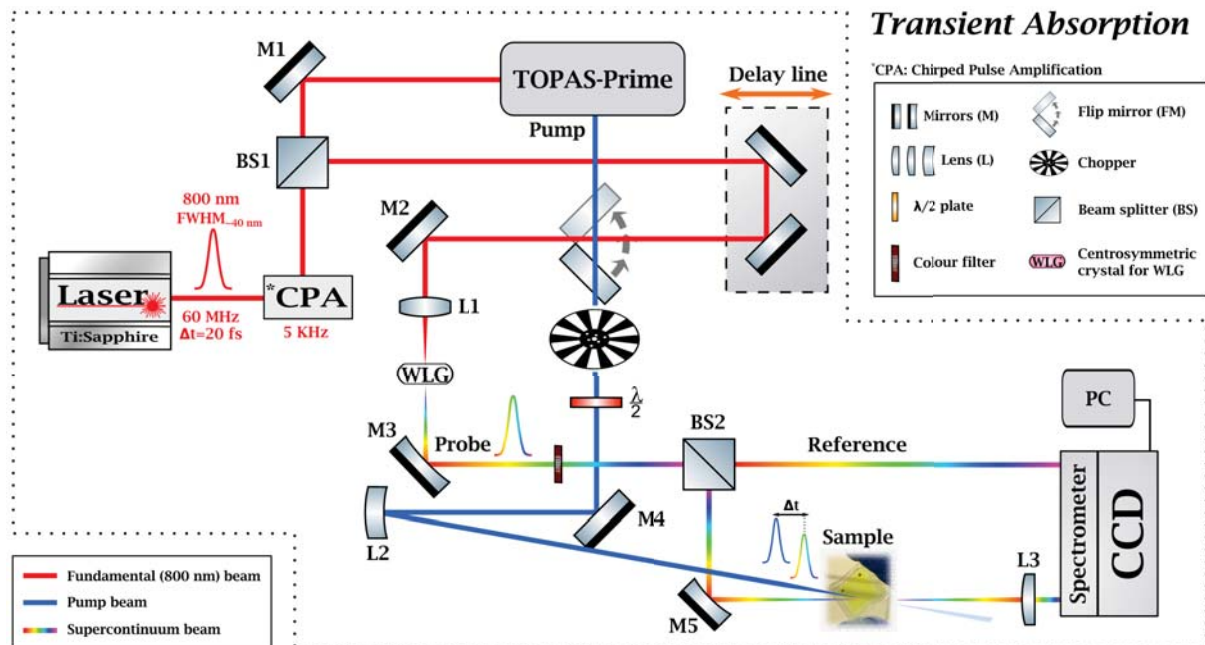 Transient Absorption
*CPA: Chirped Pulse Amplification
Mirrors (M)
Flip mirror (FM)
Lens (L)
Chopper
λ/2 plate
Beam splitter (BS)
Colour filter
WLG
Centrosymmetric
crystal for WLG
M1
TOPAS-Prime
Delay line
Pump
BS1
M2
800 nm
FWHM~40 nm
Laser
*CPA
L1
60 MHz
Δt=20 fs
5 KHz
Ti:Sapphire
WLG
λ/2
PC
M3
Probe
BS2
Reference
M4
L2
Δt
Sample
L3
Spectrometer
CCD
M5
Fundamental (800 nm) beam
Pump beam
Supercontinuum beam